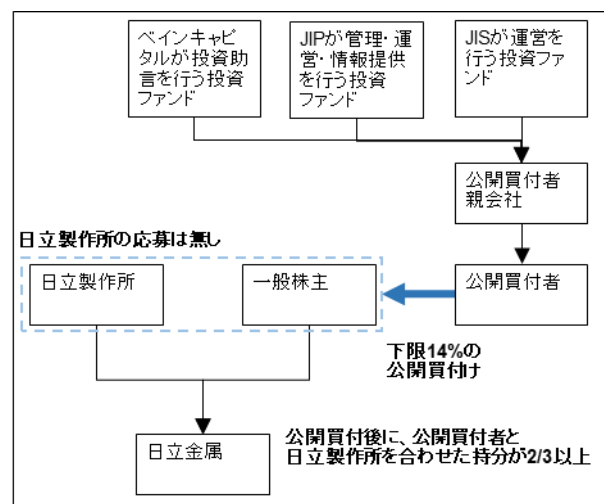 ベインキャピ
タルが投資助
言を行う投資
ファンド
JIPが管理・運
営・情報提供
を行う投資
ファンド
JISが運営を
行う投資ファ
ンド
公開買付者
親会社
日立製作所の応募は無し
日立製作所
一般株主
公開買付者
下限14%の
公開買付け
日立金属
公開買付後に、公開買付者と
日立製作所を合わせた持分が2/3以上